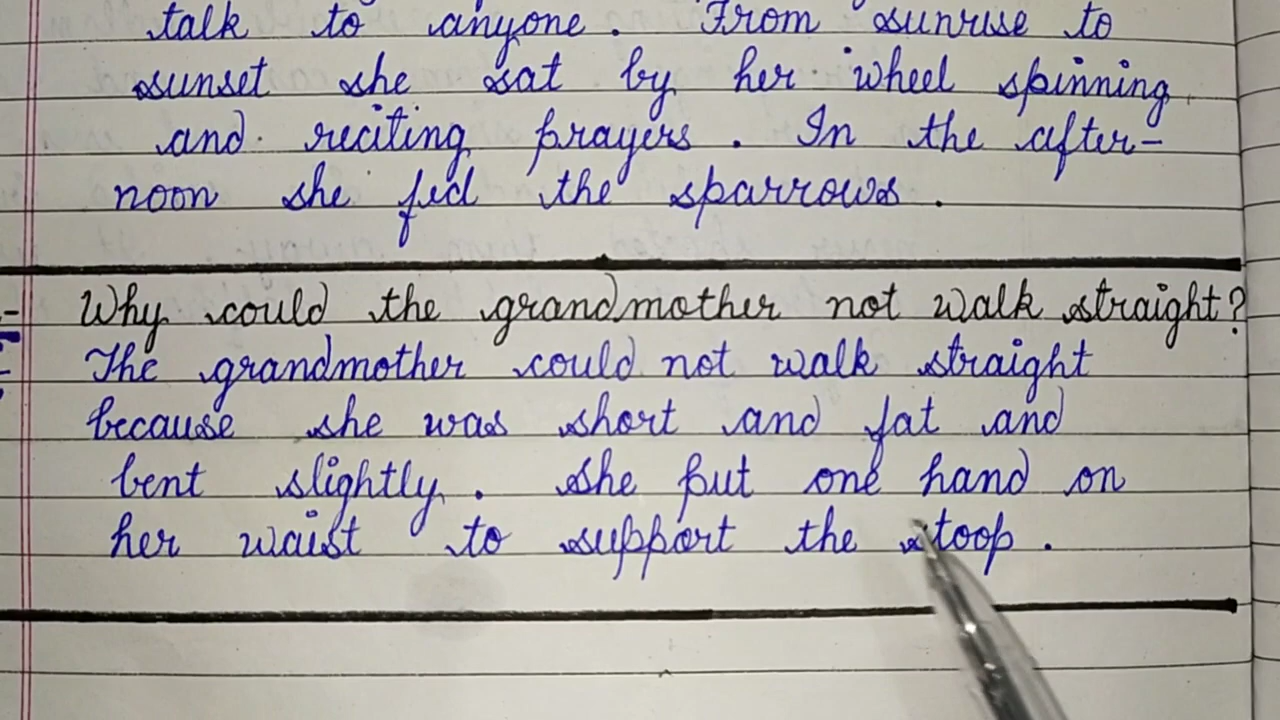 talk to anyone. From sunrise to
sunset she sat by her wheel spinning
and reciting prayers. In the after-
noon she fed the sparrows.
Why could the grandmother not walk straight?
The grandmother could not walk straight
because she was short and fat and
bent slightly. She put one hand on
her waist to support the stoop.